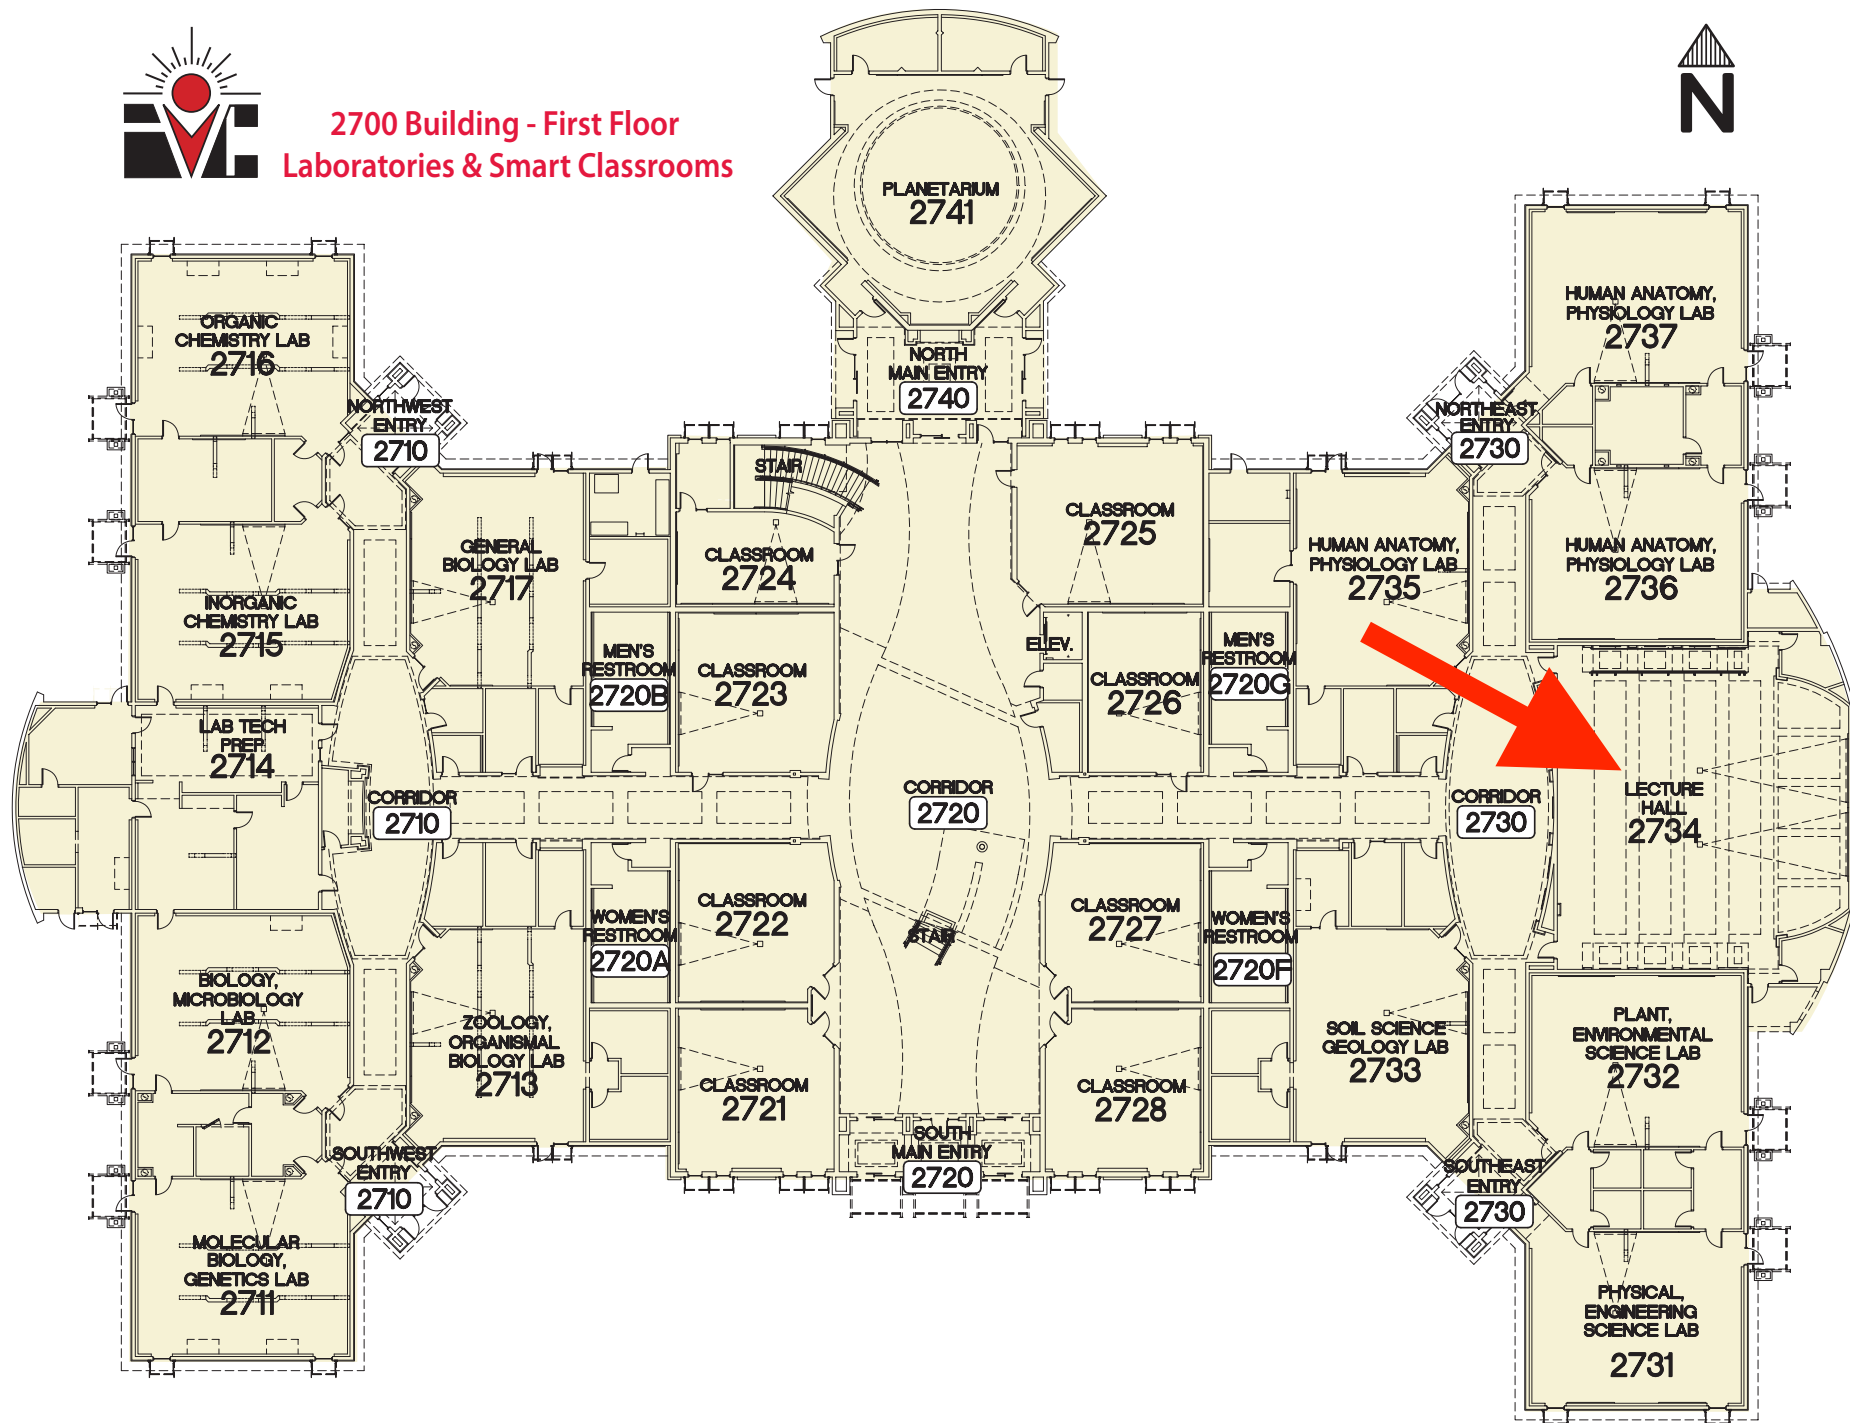 2700 Building - First Floor
Laboratories & Smart Classrooms
IVC
N
PLANETARIUM
2741
NORTH
MAIN ENTRY
2740
ORGANIC
CHEMISTRY LAB
2716
NORTHWEST
ENTRY
2710
HUMAN ANATOMY,
PHYSIOLOGY LAB
2737
NORTHEAST
ENTRY
2730
STAIR
GENERAL
BIOLOGY LAB
2717
CLASSROOM
2724
CLASSROOM
2725
HUMAN ANATOMY,
PHYSIOLOGY LAB
2735
HUMAN ANATOMY,
PHYSIOLOGY LAB
2736
INORGANIC
CHEMISTRY LAB
2715
MEN'S
RESTROOM
2720B
CLASSROOM
2723
ELEV.
CLASSROOM
2726
MEN'S
RESTROOM
2720G
LAB TECH
PREP
2714
CORRIDOR
2710
CORRIDOR
2720
CORRIDOR
2730
LECTURE
HALL
2734
WOMEN'S
RESTROOM
2720A
CLASSROOM
2722
STAIR
CLASSROOM
2727
WOMEN'S
RESTROOM
2720F
BIOLOGY,
MICROBIOLOGY
LAB
2712
ZOOLOGY,
ORGANISMAL
BIOLOGY LAB
2713
CLASSROOM
2721
CLASSROOM
2728
SOIL SCIENCE
GEOLOGY LAB
2733
PLANT,
ENVIRONMENTAL
SCIENCE LAB
2732
SOUTHWEST
ENTRY
2710
SOUTH
MAIN ENTRY
2720
SOUTHEAST
ENTRY
2730
MOLECULAR
BIOLOGY,
GENETICS LAB
2711
PHYSICAL,
ENGINEERING
SCIENCE LAB
2731